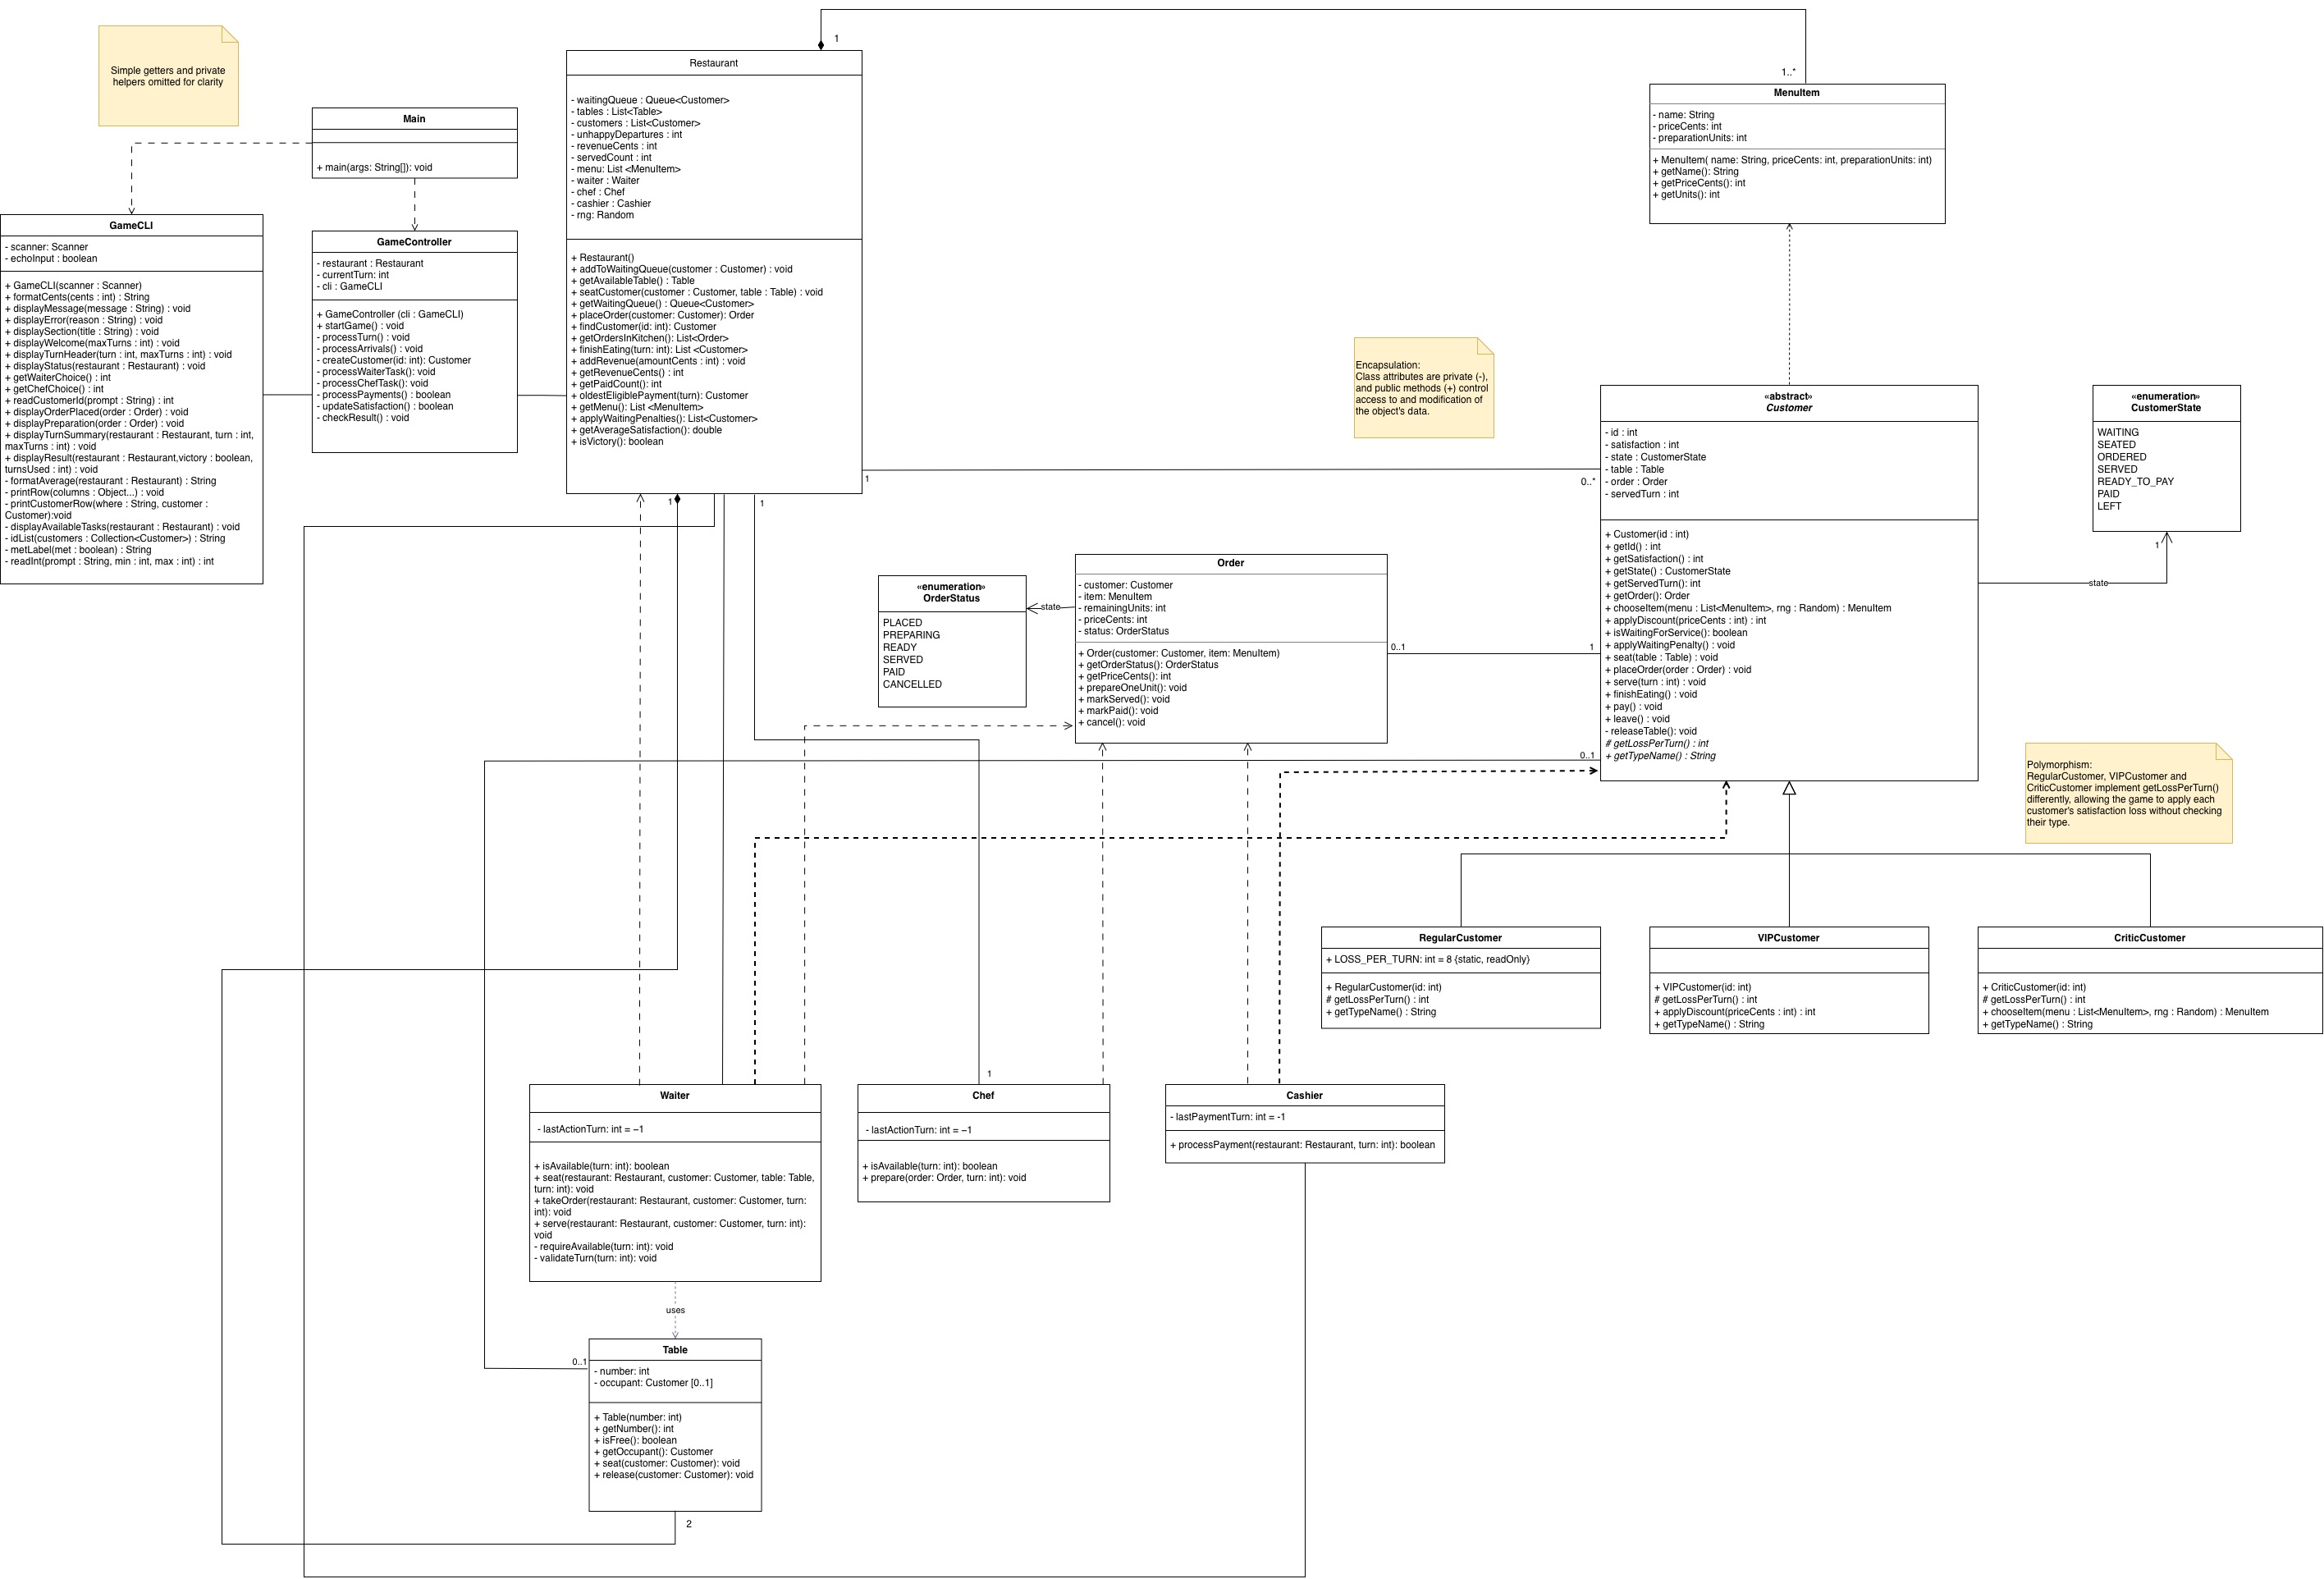 Simple getters and private
helpers omitted for clarity
Main
+ main(args: String[]): void
GameCLI
- scanner: Scanner
- echoInput : boolean
+ GameCLI(scanner : Scanner)
+ formatCents(cents : int) : String
+ displayMessage(message : String) : void
+ displayError(reason : String) : void
+ displaySection(title : String) : void
+ displayWelcome(maxTurns : int) : void
+ displayTurnHeader(turn : int, maxTurns : int) : void
+ displayStatus(restaurant : Restaurant) : void
+ getWaiterChoice() : int
+ getChefChoice() : int
+ readCustomerId(prompt : String) : int
+ displayOrderPlaced(order : Order) : void
+ displayPreparation(order : Order) : void
+ displayTurnSummary(restaurant : Restaurant, turn : int,
maxTurns : int) : void
+ displayResult(restaurant : Restaurant,victory : boolean,
turnsUsed : int) : void
- formatAverage(restaurant : Restaurant) : String
- printRow(columns : Object...) : void
- printCustomerRow(where : String, customer :
Customer):void
- displayAvailableTasks(restaurant : Restaurant) : void
- idList(customers : Collection<Customer>) : String
- metLabel(met : boolean) : String
- readInt(prompt : String, min : int, max : int) : int
GameController
- restaurant : Restaurant
- currentTurn: int
- cli : GameCLI
+ GameController (cli : GameCLI)
+ startGame() : void
- processTurn() : void
- processArrivals() : void
- createCustomer(id: int): Customer
- processWaiterTask() : void
- processChefTask(): void
- processPayments() : boolean
- updateSatisfaction() : boolean
- checkResult() : void
Restaurant
- waitingQueue : Queue<Customer>
- tables : List<Table>
- customers : List<Customer>
- unhappyDepartures : int
- revenueCents : int
- servedCount : int
- menu: List <MenuItem>
- waiter : Waiter
- chef : Chef
- cashier : Cashier
- rng: Random
+ Restaurant()
+ addToWaitingQueue(customer : Customer) : void
+ getAvailableTable() : Table
+ seatCustomer(customer : Customer, table : Table) : void
+ getWaitingQueue() : Queue<Customer>
+ placeOrder(customer: Customer): Order
+ findCustomer(id: int): Customer
+ getOrdersInKitchen(): List<Order>
+ finishEating(turn: int): List <Customer>
+ addRevenue(amountCents : int) : void
+ getRevenueCents() : int
+ getPaidCount(): int
+ oldestEligiblePayment(turn): Customer
+ getMenu(): List <MenuItem>
+ applyWaitingPenalties(): List<Customer>
+ getAverageSatisfaction(): double
+ isVictory(): boolean
1
1..*
MenuItem
- name: String
- priceCents: int
- preparationUnits: int
+ MenuItem( name: String, priceCents: int, preparationUnits: int)
+ getName(): String
+ getPriceCents(): int
+ getUnits(): int
Encapsulation:
Class attributes are private (-),
and public methods (+) control
access to and modification of
the object's data.
«abstract»
Customer
- id : int
- satisfaction : int
- state : CustomerState
- table : Table
- order : Order
- servedTurn : int
+ Customer(id : int)
+ getId() : int
+ getSatisfaction() : int
+ getState() : CustomerState
+ getServedTurn(): int
+ getOrder(): Order
+ chooseItem(menu : List<MenuItem>, rng : Random) : MenuItem
+ applyDiscount(priceCents : int) : int
+ isWaitingForService(): boolean
+ applyWaitingPenalty() : void
+ seat(table : Table) : void
+ placeOrder(order : Order) : void
+ serve(turn : int) : void
+ finishEating() : void
+ pay() : void
+ leave() : void
- releaseTable(): void
# getLossPerTurn() : int
+ getTypeName() : String
«enumeration»
CustomerState
WAITING
SEATED
ORDERED
SERVED
READY_TO_PAY
PAID
LEFT
1
state
1
0..*
1
1
«enumeration»
OrderStatus
PLACED
PREPARING
READY
SERVED
PAID
CANCELLED
state
Order
- customer: Customer
- item: MenuItem
- remainingUnits: int
- priceCents: int
- status: OrderStatus
+ Order(customer: Customer, item: MenuItem)
+ getOrderStatus(): OrderStatus
+ getPriceCents(): int
+ prepareOneUnit(): void
+ markServed(): void
+ markPaid(): void
+ cancel(): void
0..1
1
0..1
Polymorphism:
RegularCustomer, VIPCustomer and
CriticCustomer implement getLossPerTurn()
differently, allowing the game to apply each
customer's satisfaction loss without checking
their type.
RegularCustomer
+ LOSS_PER_TURN: int = 8 {static, readOnly}
+ RegularCustomer(id: int)
# getLossPerTurn() : int
+ getTypeName() : String
VIPCustomer
+ VIPCustomer(id: int)
# getLossPerTurn() : int
+ applyDiscount(priceCents : int) : int
+ getTypeName() : String
CriticCustomer
+ CriticCustomer(id: int)
# getLossPerTurn() : int
+ chooseItem(menu : List<MenuItem>, rng : Random) : MenuItem
+ getTypeName() : String
Waiter
- lastActionTurn: int = −1
+ isAvailable(turn: int): boolean
+ seat(restaurant: Restaurant, customer: Customer, table: Table,
turn: int): void
+ takeOrder(restaurant: Restaurant, customer: Customer, turn:
int): void
+ serve(restaurant: Restaurant, customer: Customer, turn: int):
void
- requireAvailable(turn: int): void
- validateTurn(turn: int): void
1
Chef
- lastActionTurn: int = −1
+ isAvailable(turn: int): boolean
+ prepare(order: Order, turn: int): void
Cashier
- lastPaymentTurn: int = -1
+ processPayment(restaurant: Restaurant, turn: int): boolean
uses
0..1
Table
- number: int
- occupant: Customer [0..1]
+ Table(number: int)
+ getNumber(): int
+ isFree(): boolean
+ getOccupant(): Customer
+ seat(customer: Customer): void
+ release(customer: Customer): void
2